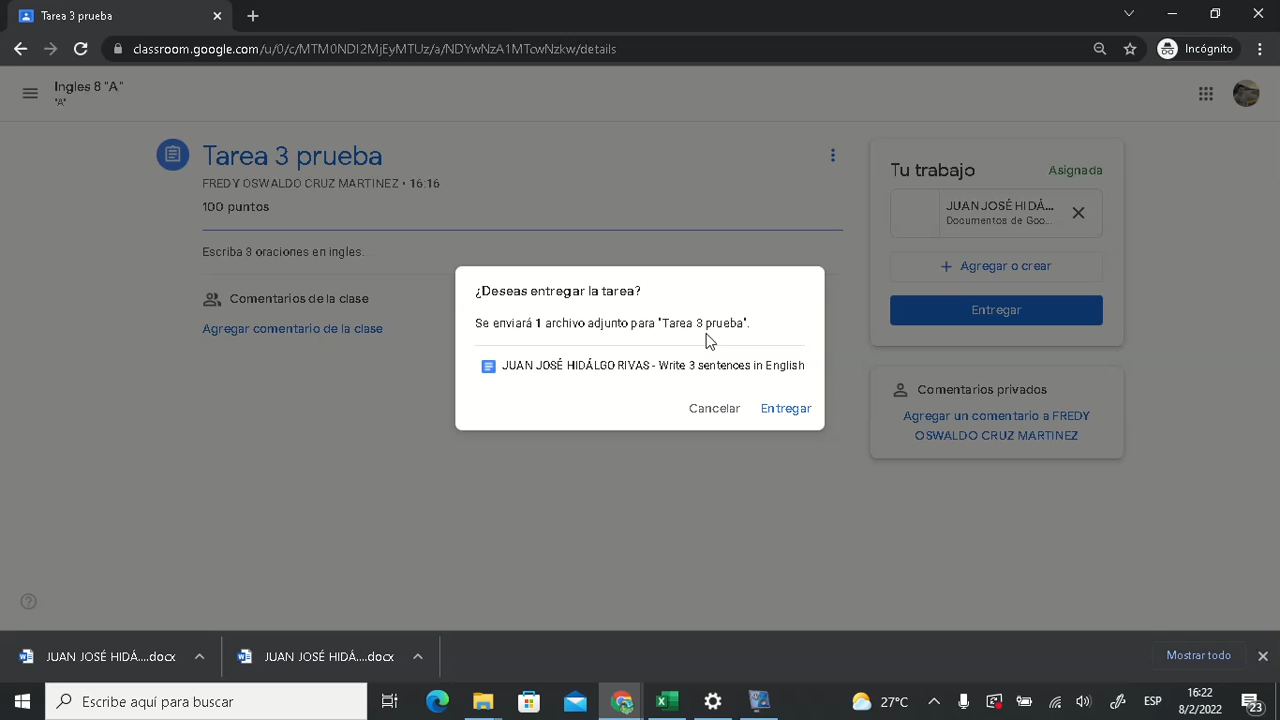 Tarea 3 prueba
classroom.google.com/u/0/c/MTM0NDI2MjEyMTUz/a/NDYwNzA1MTcwNzkw/details
Incógnito
Ingles 8 "A"
"A"
Tarea 3 prueba
FREDY OSWALDO CRUZ MARTINEZ • 16:16
100 puntos
Escriba 3 oraciones en ingles.
Comentarios de la clase
Agregar comentario de la clase
Tu trabajo
Asignada
JUAN JOSÉ HIDÁ...
Documentos de Goo...
+ Agregar o crear
Entregar
¿Deseas entregar la tarea?
Se enviará 1 archivo adjunto para "Tarea 3 prueba".
JUAN JOSÉ HIDÁLGO RIVAS - Write 3 sentences in English
Cancelar Entregar
Comentarios privados
Agregar un comentario a FREDY
OSWALDO CRUZ MARTINEZ
JUAN JOSÉ HIDÁ....docx
JUAN JOSÉ HIDÁ....docx
Mostrar todo
Escribe aquí para buscar
27°C
ESP
16:22
8/2/2022
23